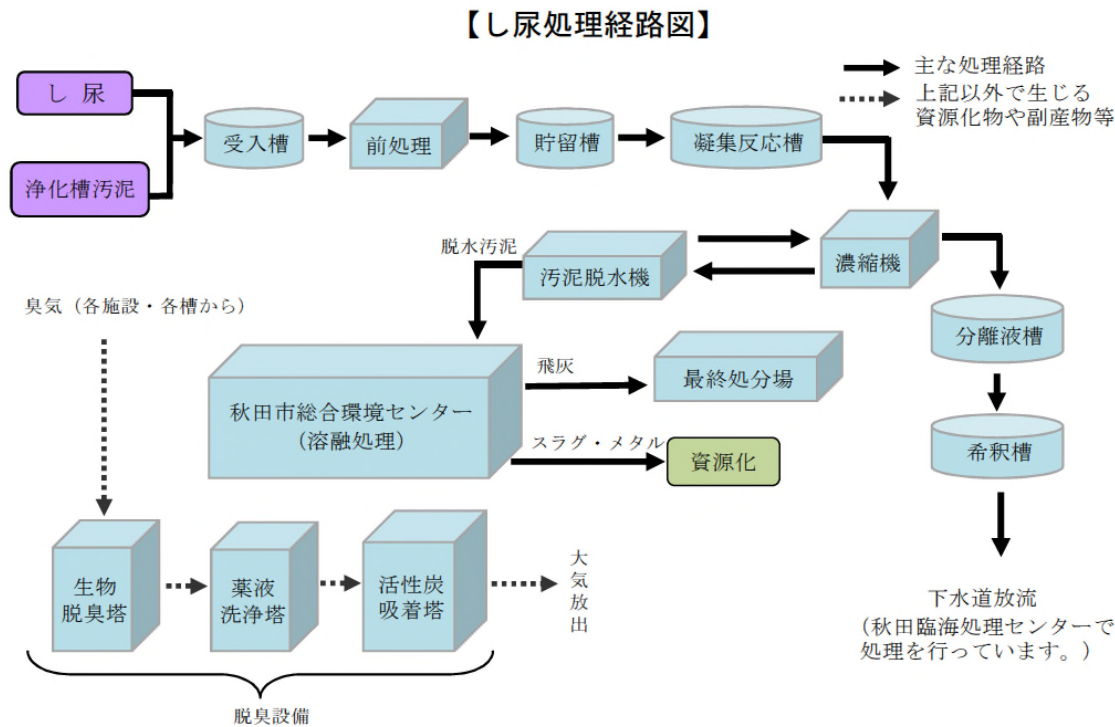 【し尿処理経路図】
し 尿
浄化槽汚泥
受入槽
前処理
貯留槽
凝集反応槽
主な処理経路
上記以外で生じる
資源化物や副産物等
脱水汚泥
汚泥脱水機
濃縮機
分離液槽
希釈槽
下水道放流
(秋田臨海処理センターで
処理を行っています。)
臭気（各施設・各槽から）
秋田市総合環境センター
(溶融処理)
飛灰
最終処分場
スラグ・メタル
資源化
生物
脱臭塔
薬液
洗浄塔
活性炭
吸着塔
大気放出
脱臭設備